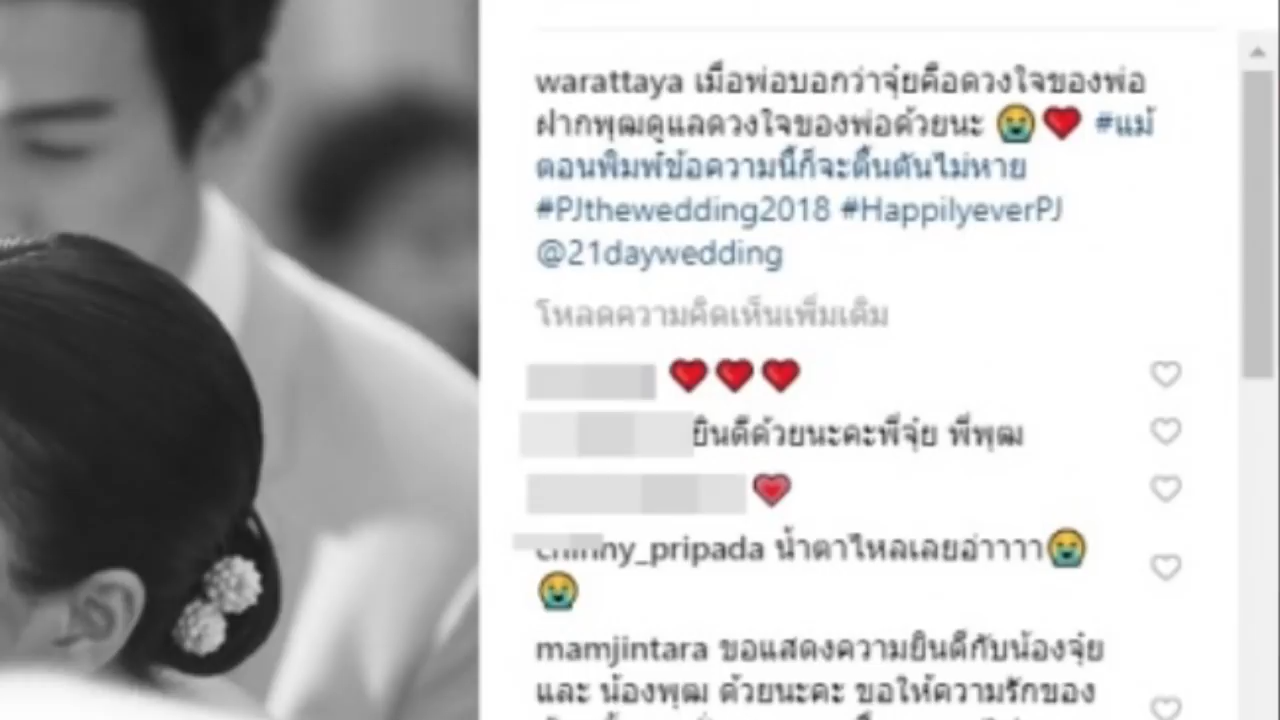 warattaya เมื่อพ่อบอกว่าจุ๋ยคือดวงใจของพ่อ
ฝากพุฒดูแลดวงใจของพ่อด้วยนะ 😭❤️ #แม้
ตอนพิมพ์ข้อความนี้ก็จะตื้นตันไม่หาย
#PJthewedding2018 #HappilyeverPJ
@21daywedding
โหลดความคิดเห็นเพิ่มเติม
❤️❤️❤️
ยินดีด้วยนะคะพี่จุ๋ย พี่พุฒ
💗
_pripada น้ำตาไหลเลยอ่าาาา😭
😭
mamjintara ขอแสดงความยินดีกับน้องจุ๋ย
และ น้องพุฒ ด้วยนะคะ ขอให้ความรักของ